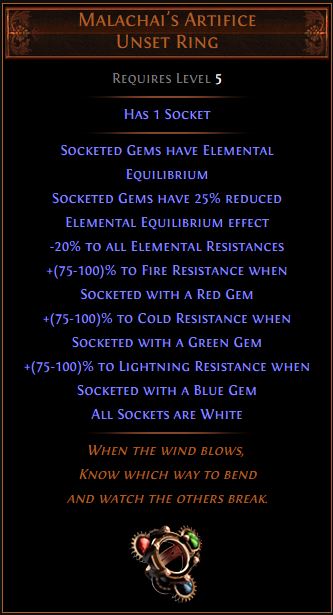 Malachai's Artifice
Unset Ring
Requires Level 5
Has 1 Socket
Socketed Gems have Elemental
Equilibrium
Socketed Gems have 25% reduced
Elemental Equilibrium effect
-20% to all Elemental Resistances
+(75-100)% to Fire Resistance when
Socketed with a Red Gem
+(75-100)% to Cold Resistance when
Socketed with a Green Gem
+(75-100)% to Lightning Resistance when
Socketed with a Blue Gem
All Sockets are White
When the wind blows,
Know which way to bend
and watch the others break.